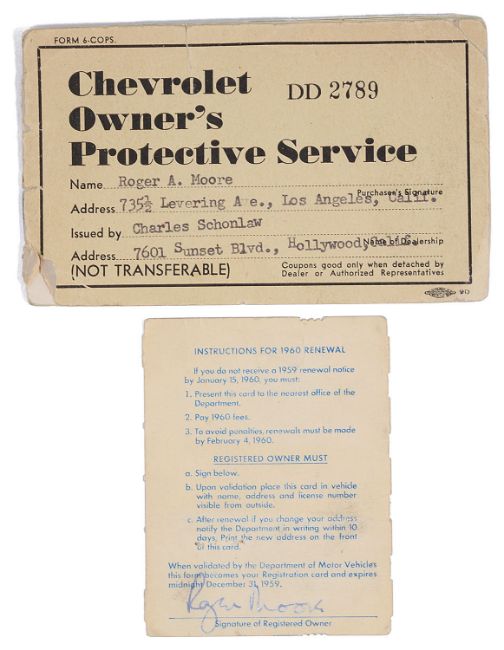 FORM 6-COPS.
Chevrolet DD 2789
Owner's
Protective Service
Name Roger A. Moore
Purchaser's Signature
Address 735½ Levering Ave., Los Angeles, Calif.
Issued by Charles Schonlaw
Name of Dealership
Address 7601 Sunset Blvd., Hollywood, Calif.
(NOT TRANSFERABLE) Coupons good only when detached by
Dealer or Authorized Representatives
INSTRUCTIONS FOR 1960 RENEWAL
If you do not receive a 1959 renewal notice
by January 15, 1960, you must:
1. Present this card to the nearest office of the
Department.
2. Pay 1960 fees.
3. To avoid penalties, renewals must be made
by February 4, 1960.
REGISTERED OWNER MUST
a. Sign below.
b. Upon validation place this card in vehicle
with name, address and license number
visible from outside.
c. After renewal if you change your address
notify the Department in writing within 10
days. Print the new address on the front
of this card.
When validated by the Department of Motor Vehicles
this form becomes your Registration card and expires
midnight December 31, 1959.
Roger Moore
Signature of Registered Owner